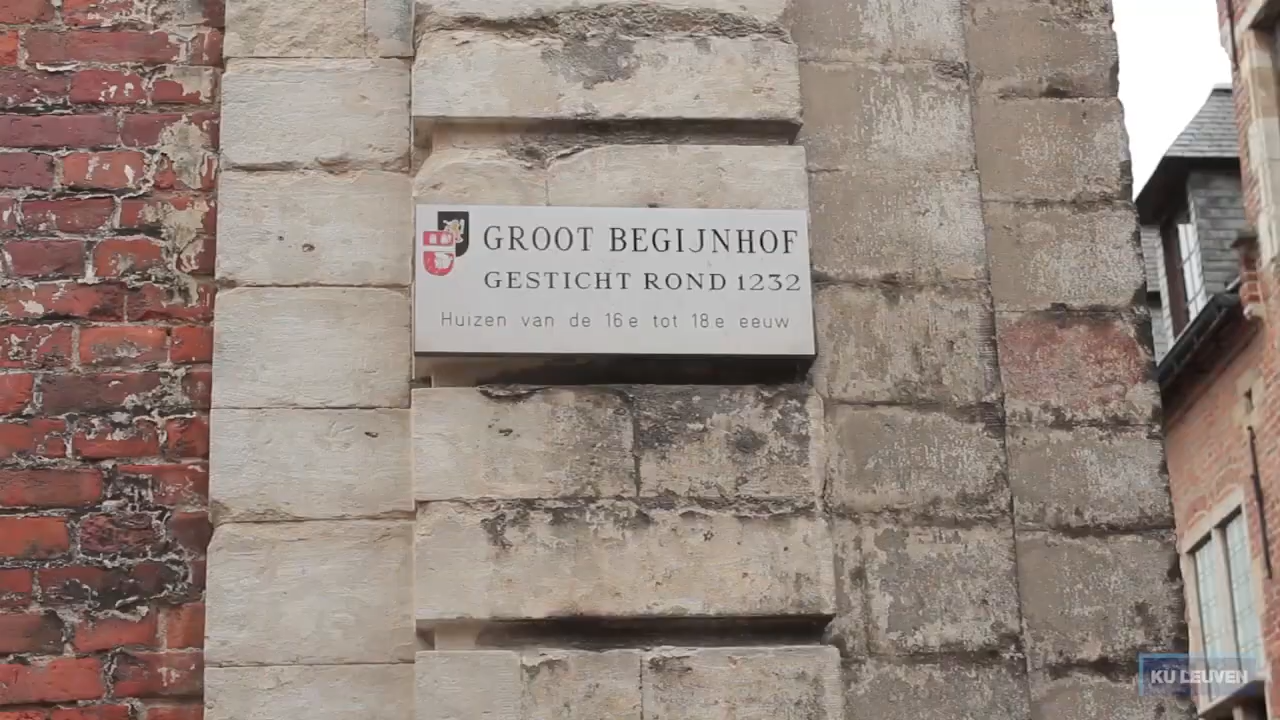 GROOT BEGIJNHOF
GESTICHT ROND 1232
Huizen van de 16e tot 18e eeuw
KU LEUVEN